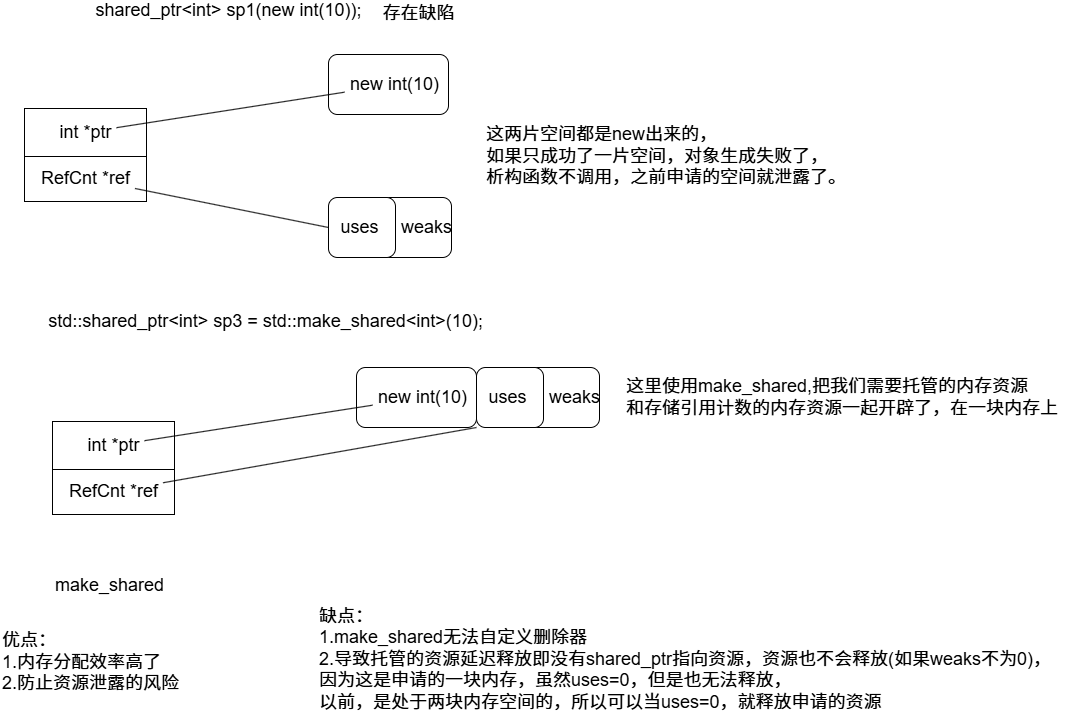 shared_ptr<int> sp1(new int(10)); 存在缺陷
new int(10)
int *ptr
RefCnt *ref
uses weaks
这两片空间都是new出来的，
如果只成功了一片空间，对象生成失败了，
析构函数不调用，之前申请的空间就泄露了。
std::shared_ptr<int> sp3 = std::make_shared<int>(10);
new int(10) uses weaks
int *ptr
RefCnt *ref
这里使用make_shared,把我们需要托管的内存资源
和存储引用计数的内存资源一起开辟了，在一块内存上
make_shared
优点：
1.内存分配效率高了
2.防止资源泄露的风险
缺点：
1.make_shared无法自定义删除器
2.导致托管的资源延迟释放即没有shared_ptr指向资源，资源也不会释放(如果weaks不为0)，
因为这是申请的一块内存，虽然uses=0，但是也无法释放，
以前，是处于两块内存空间的，所以可以当uses=0，就释放申请的资源